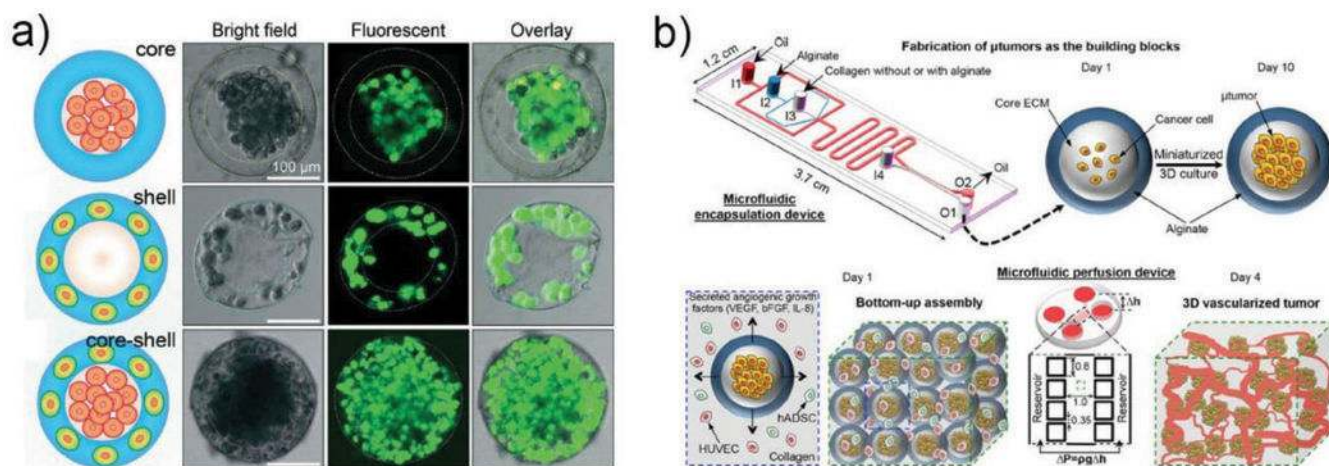 a)
Bright field
Fluorescent
Overlay
core
100 µm
shell
core-shell
b)
Fabrication of µtumors as the building blocks
1.2 cm
Oil
Alginate
Collagen without or with alginate
I1
I2
I3
I4
3.7 cm
Oil
O2
O1
Microfluidic
encapsulation device
Day 1
Day 10
Core ECM
Cancer cell
µtumor
Miniaturized
3D culture
Alginate
Day 1
Microfluidic perfusion device
Day 4
Secreted angiogenic growth
factors (VEGF, bFGF, IL-8)
hADSC
HUVEC
Collagen
Bottom-up assembly
Δh
Reservoir
0.6
1.0
0.35
Reservoir
ΔP=ρgΔh
3D vascularized tumor